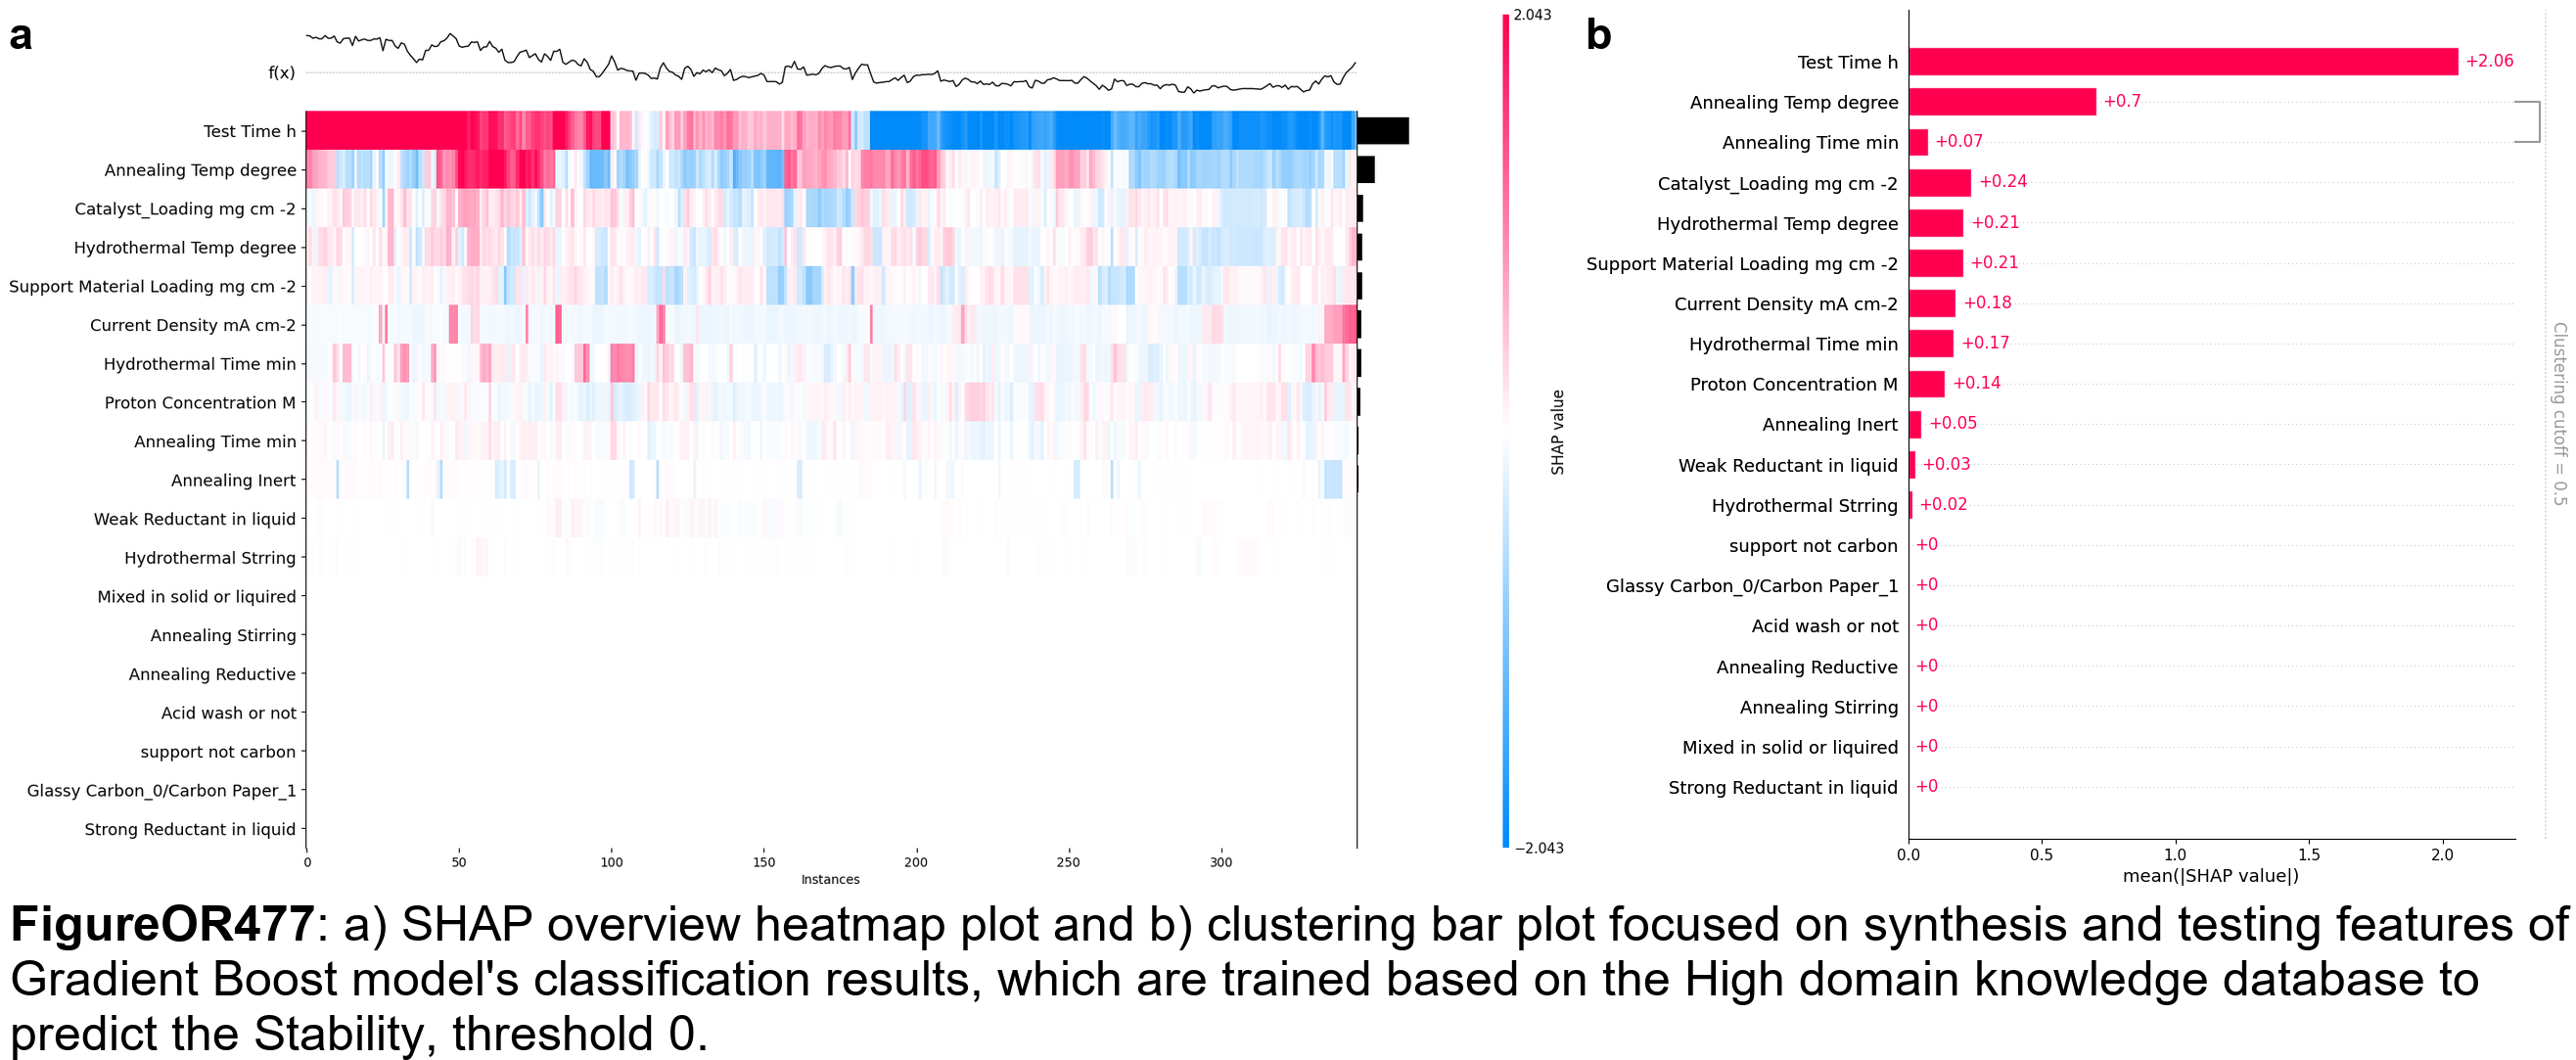 a
f(x)
Test Time h
Annealing Temp degree
Catalyst_Loading mg cm -2
Hydrothermal Temp degree
Support Material Loading mg cm -2
Current Density mA cm-2
Hydrothermal Time min
Proton Concentration M
Annealing Time min
Annealing Inert
Weak Reductant in liquid
Hydrothermal Strring
Mixed in solid or liquired
Annealing Stirring
Annealing Reductive
Acid wash or not
support not carbon
Glassy Carbon_0/Carbon Paper_1
Strong Reductant in liquid
0 50 100 150 200 250 300
Instances
2.043
SHAP value
−2.043
b
Test Time h +2.06
Annealing Temp degree +0.7
Annealing Time min +0.07
Catalyst_Loading mg cm -2 +0.24
Hydrothermal Temp degree +0.21
Support Material Loading mg cm -2 +0.21
Current Density mA cm-2 +0.18
Hydrothermal Time min +0.17
Proton Concentration M +0.14
Annealing Inert +0.05
Weak Reductant in liquid +0.03
Hydrothermal Strring +0.02
support not carbon +0
Glassy Carbon_0/Carbon Paper_1 +0
Acid wash or not +0
Annealing Reductive +0
Annealing Stirring +0
Mixed in solid or liquired +0
Strong Reductant in liquid +0
0.0 0.5 1.0 1.5 2.0
mean(|SHAP value|)
Clustering cutoff = 0.5
FigureOR477: a) SHAP overview heatmap plot and b) clustering bar plot focused on synthesis and testing features of
Gradient Boost model's classification results, which are trained based on the High domain knowledge database to
predict the Stability, threshold 0.